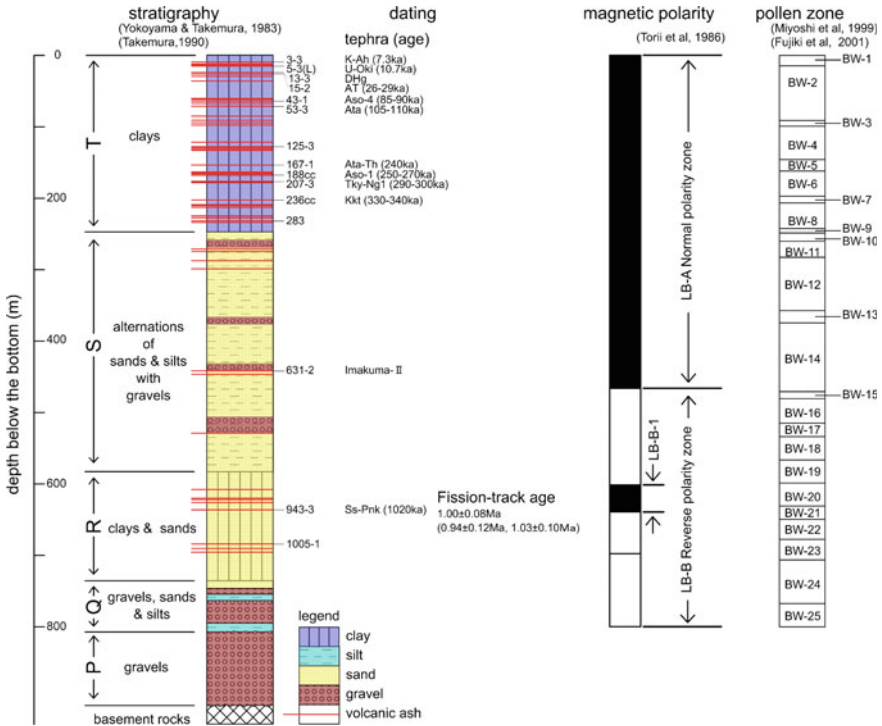 stratigraphy
(Yokoyama & Takemura, 1983)
(Takemura,1990)
dating
tephra (age)
magnetic polarity
(Torii et al, 1986)
pollen zone
(Miyoshi et al, 1999)
(Fujiki et al, 2001)
depth below the bottom (m)
0
200
400
600
800
T
clays
S
alternations
of
sands & silts
with
gravels
R
clays & sands
Q
gravels, sands
& silts
P
gravels
basement rocks
3-3 K-Ah (7.3ka)
5-3(L) U-Oki (10.7ka)
13-3 DHg
15-2 AT (26-29ka)
43-1 Aso-4 (85-90ka)
53-3 Ata (105-110ka)
125-3
167-1 Ata-Th (240ka)
188cc Aso-1 (250-270ka)
207-3 Tky-Ng1 (290-300ka)
236cc Kkt (330-340ka)
283
631-2 Imakuma-II
943-3 Ss-Pnk (1020ka)
1005-1
Fission-track age
1.00±0.08Ma
(0.94±0.12Ma, 1.03±0.10Ma)
legend
clay
silt
sand
gravel
volcanic ash
LB-A Normal polarity zone
LB-B-1
LB-B Reverse polarity zone
BW-1
BW-2
BW-3
BW-4
BW-5
BW-6
BW-7
BW-8
BW-9
BW-10
BW-11
BW-12
BW-13
BW-14
BW-15
BW-16
BW-17
BW-18
BW-19
BW-20
BW-21
BW-22
BW-23
BW-24
BW-25